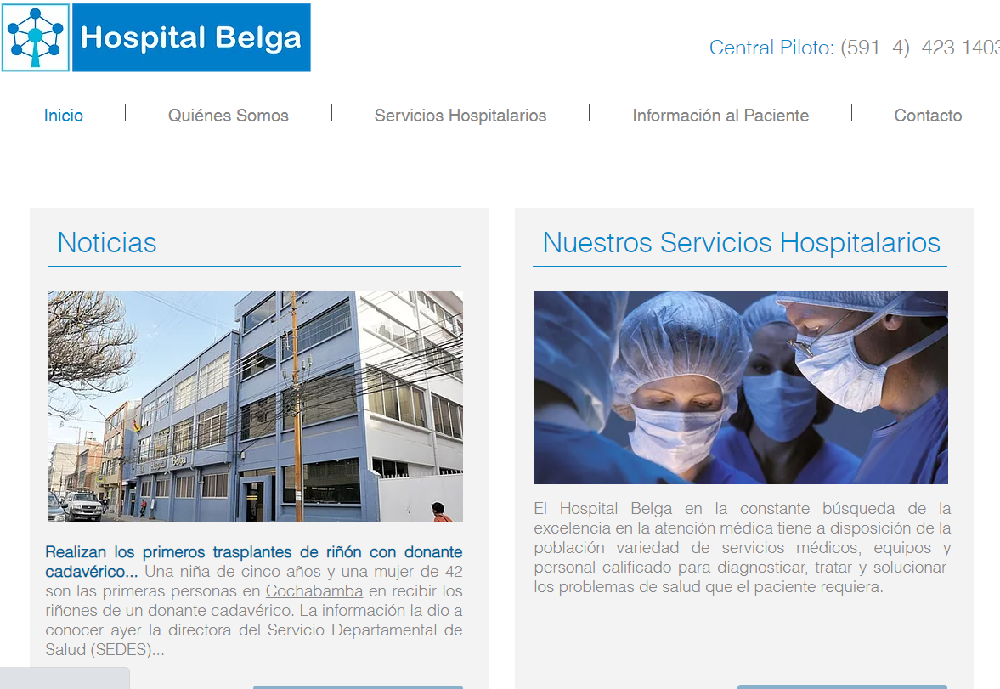 Hospital Belga
Central Piloto: (591 4) 423 1403
Inicio
Quiénes Somos
Servicios Hospitalarios
Información al Paciente
Contacto
Noticias
Hospital Belga
Realizan los primeros trasplantes de riñón con donante
cadavérico... Una niña de cinco años y una mujer de 42
son las primeras personas en Cochabamba en recibir los
riñones de un donante cadavérico. La información la dio a
conocer ayer la directora del Servicio Departamental de
Salud (SEDES)...
Nuestros Servicios Hospitalarios
El Hospital Belga en la constante búsqueda de la
excelencia en la atención médica tiene a disposición de la
población variedad de servicios médicos, equipos y
personal calificado para diagnosticar, tratar y solucionar
los problemas de salud que el paciente requiera.